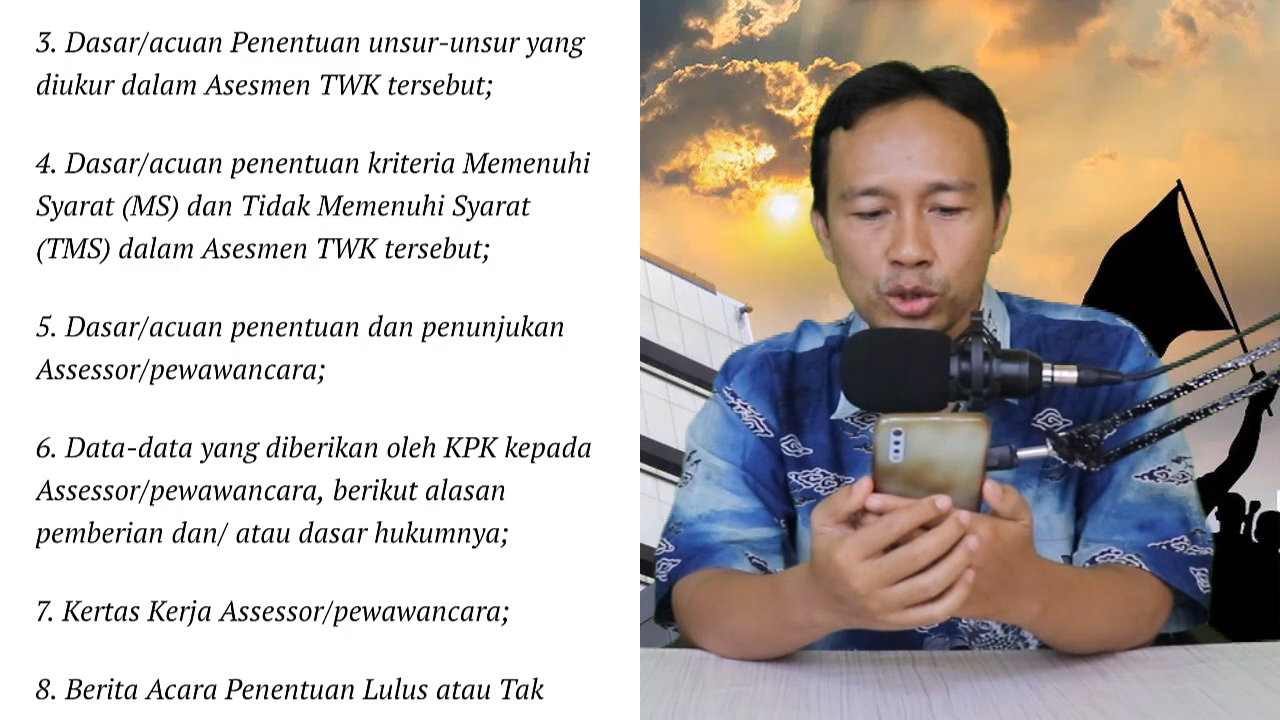 3. Dasar/acuan Penentuan unsur-unsur yang
diukur dalam Asesmen TWK tersebut;
4. Dasar/acuan penentuan kriteria Memenuhi
Syarat (MS) dan Tidak Memenuhi Syarat
(TMS) dalam Asesmen TWK tersebut;
5. Dasar/acuan penentuan dan penunjukan
Assessor/pewawancara;
6. Data-data yang diberikan oleh KPK kepada
Assessor/pewawancara, berikut alasan
pemberian dan/ atau dasar hukumnya;
7. Kertas Kerja Assessor/pewawancara;
8. Berita Acara Penentuan Lulus atau Tak